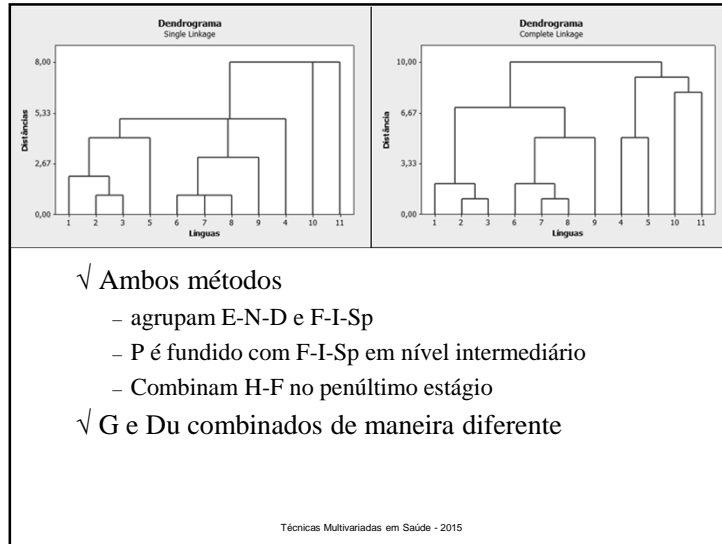 Dendrograma
Single Linkage
Distâncias
8,00
5,33
2,67
0,00
1 2 3 5 6 7 8 9 4 10 11
Línguas
Dendrograma
Complete Linkage
Distância
10,00
6,67
3,33
0,00
1 2 3 6 7 8 9 4 5 10 11
Línguas
√ Ambos métodos
– agrupam E-N-D e F-I-Sp
– P é fundido com F-I-Sp em nível intermediário
– Combinam H-F no penúltimo estágio
√ G e Du combinados de maneira diferente
Técnicas Multivariadas em Saúde - 2015